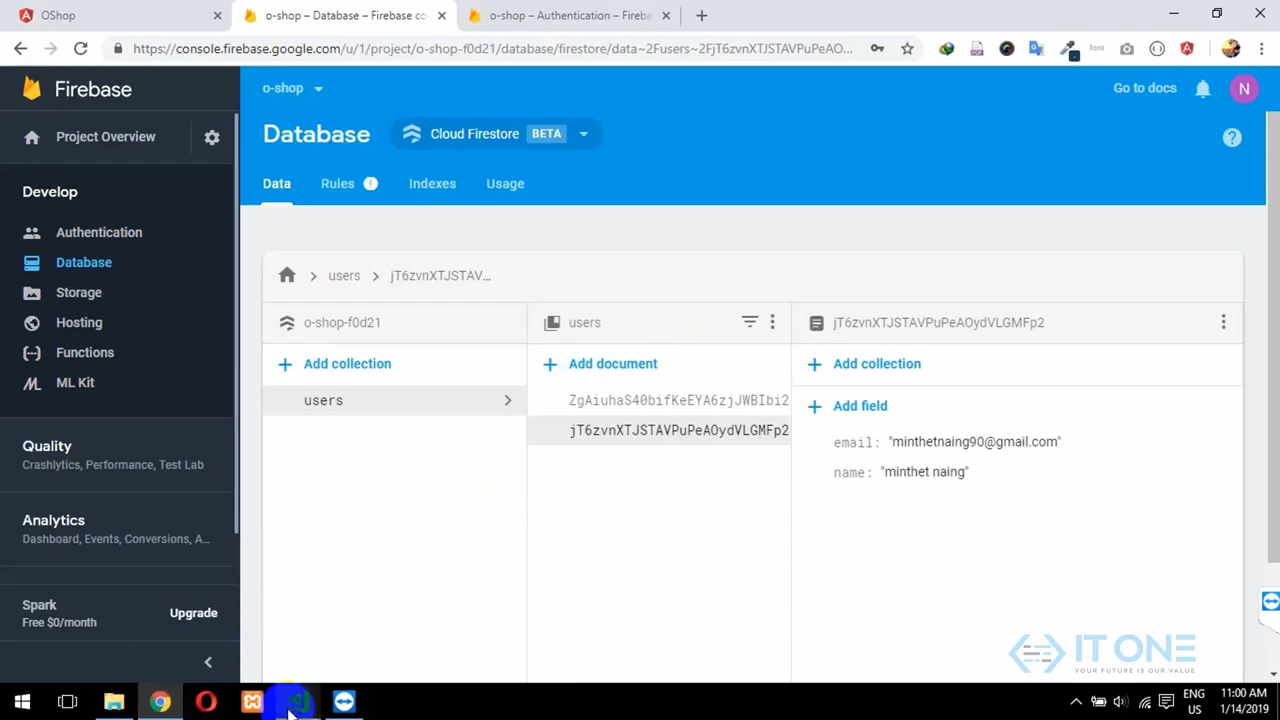 OShop
o-shop – Database – Firebase co
o-shop – Authentication – Fireba
https://console.firebase.google.com/u/1/project/o-shop-f0d21/database/firestore/data~2Fusers~2FjT6zvnXTJSTAVPuPeAO...
font
Firebase
o-shop
Go to docs
N
Project Overview
Database
Cloud Firestore BETA
?
Develop
Data
Rules !
Indexes
Usage
Authentication
Database
Storage
Hosting
Functions
ML Kit
users
jT6zvnXTJSTAV...
o-shop-f0d21
users
jT6zvnXTJSTAVPuPeAOydVLGMFp2
Add collection
Add document
Add collection
users
ZgAiuhaS40bifKeEYA6zjJWBIbi2
Add field
jT6zvnXTJSTAVPuPeAOydVLGMFp2
email: "minthetnaing90@gmail.com"
name: "minthet naing"
Quality
Crashlytics, Performance, Test Lab
Analytics
Dashboard, Events, Conversions, A...
Spark
Free $0/month
Upgrade
IT ONE
YOUR FUTURE IS OUR VALUE
ENG
US
11:00 AM
1/14/2019